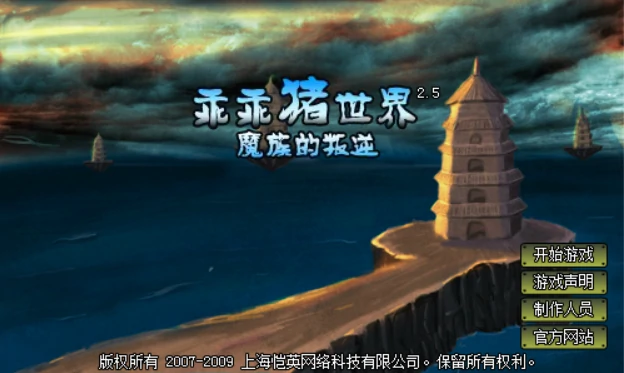 乖乖猪世界 2.5
魔族的叛逆
开始游戏
游戏声明
制作人员
官方网站
版权所有 2007-2009 上海恺英网络科技有限公司。保留所有权利。